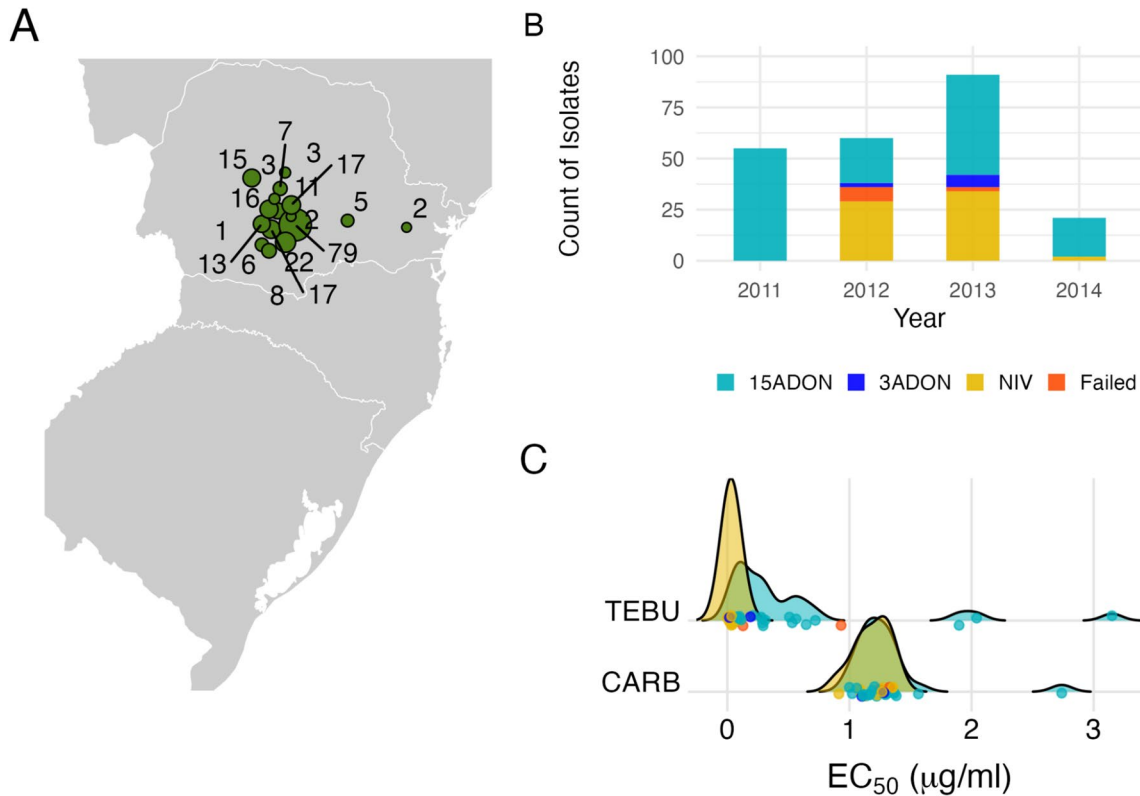 A
7
15 3 3 17
11
16 5
2 2
1
13 6 22 79
8 17
B
Count of Isolates
100
75
50
25
0
2011 2012 2013 2014
Year
15ADON 3ADON NIV Failed
C
TEBU
CARB
0 1 2 3
EC₅₀ (μg/ml)